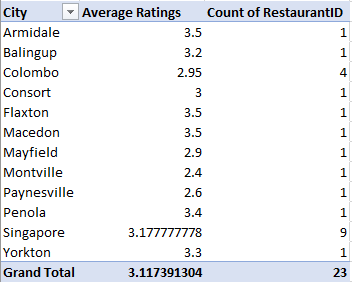 City Average Ratings Count of RestaurantID
Armidale 3.5 1
Balingup 3.2 1
Colombo 2.95 4
Consort 3 1
Flaxton 3.5 1
Macedon 3.5 1
Mayfield 2.9 1
Montville 2.4 1
Paynesville 2.6 1
Penola 3.4 1
Singapore 3.177777778 9
Yorkton 3.3 1
Grand Total 3.117391304 23